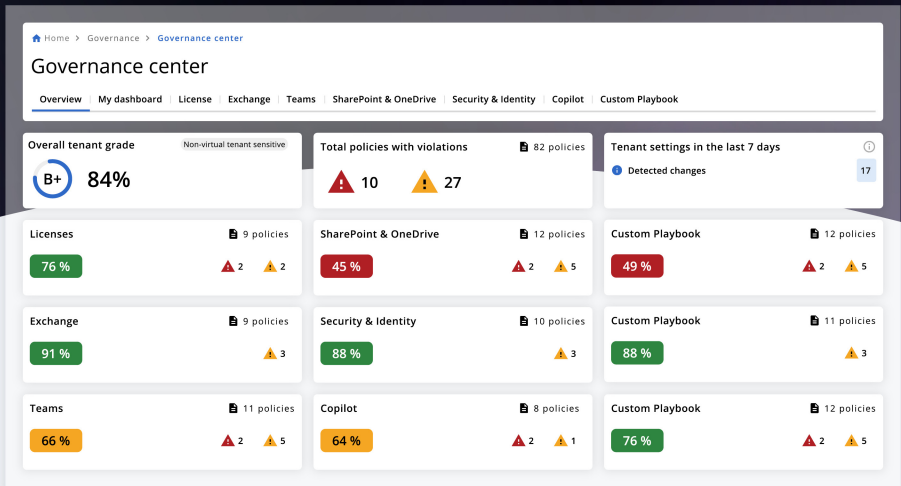 Home > Governance > Governance center
Governance center
Overview | My dashboard | License | Exchange | Teams | SharePoint & OneDrive | Security & Identity | Copilot | Custom Playbook
Overall tenant grade
Non-virtual tenant sensitive
B+
84%
Total policies with violations
82 policies
10
27
Tenant settings in the last 7 days
Detected changes
17
Licenses
9 policies
76 %
2
2
SharePoint & OneDrive
12 policies
45 %
2
5
Custom Playbook
12 policies
49 %
2
5
Exchange
9 policies
91 %
3
Security & Identity
10 policies
88 %
3
Custom Playbook
11 policies
88 %
3
Teams
11 policies
66 %
2
5
Copilot
8 policies
64 %
2
1
Custom Playbook
12 policies
76 %
2
5